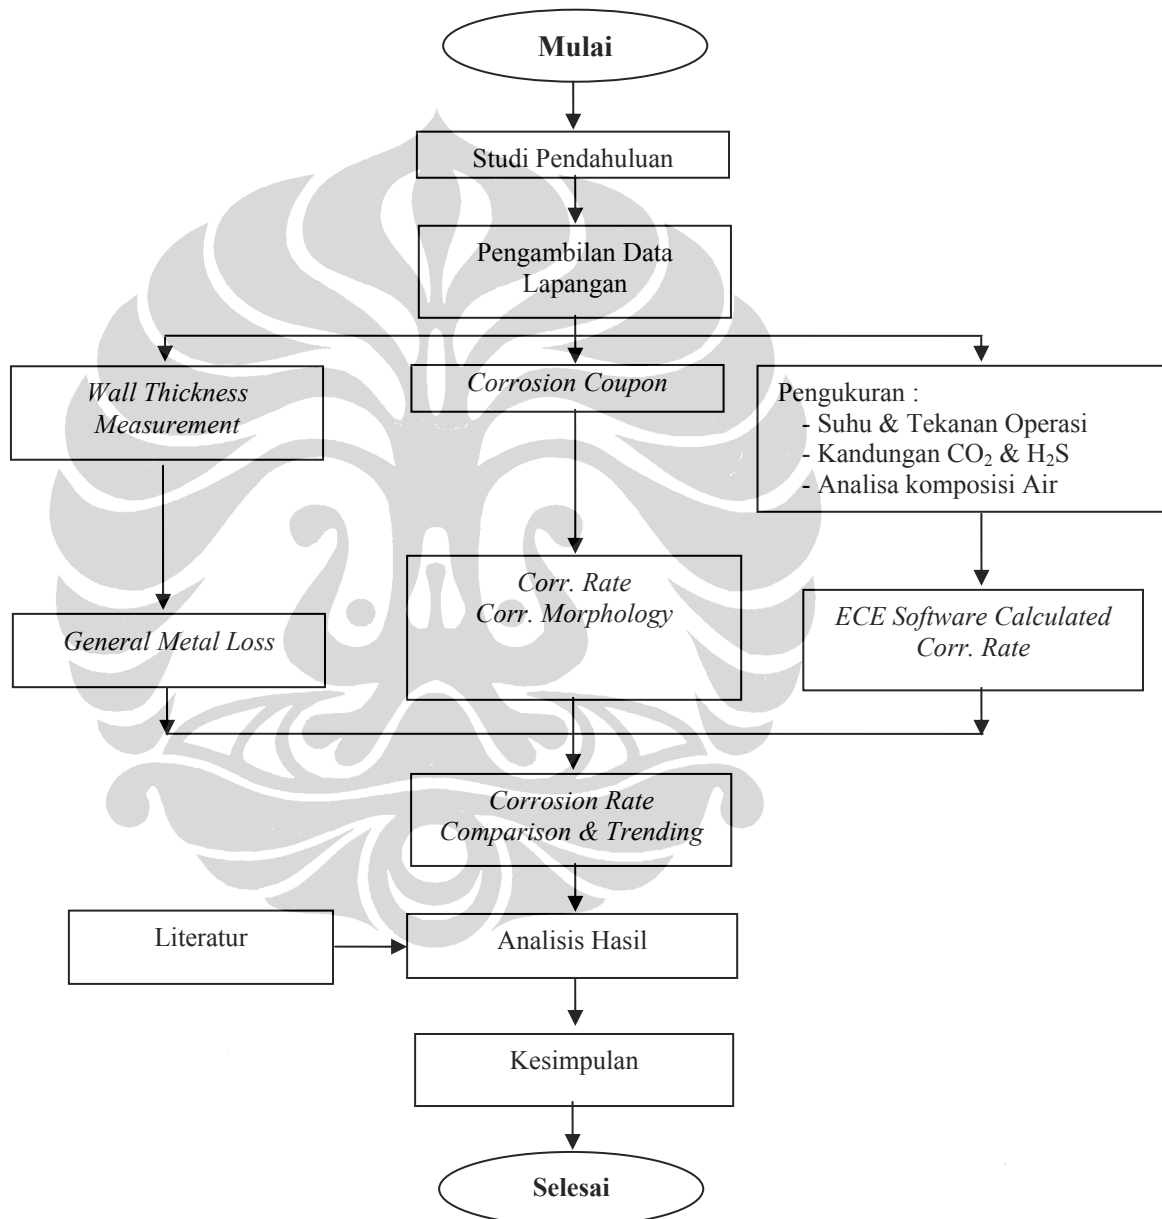 Mulai
Studi Pendahuluan
Pengambilan Data
Lapangan
Wall Thickness
Measurement
Corrosion Coupon
Pengukuran :
- Suhu & Tekanan Operasi
- Kandungan CO₂ & H₂S
- Analisa komposisi Air
General Metal Loss
Corr. Rate
Corr. Morphology
ECE Software Calculated
Corr. Rate
Corrosion Rate
Comparison & Trending
Literatur
Analisis Hasil
Kesimpulan
Selesai